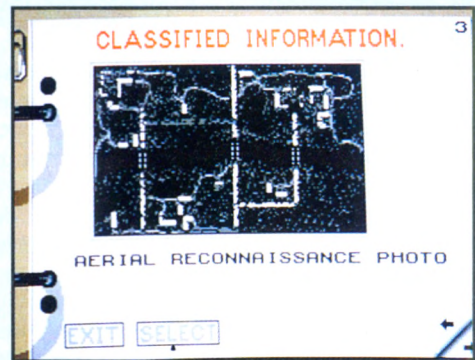 3
CLASSIFIED INFORMATION.
AERIAL RECONNAISSANCE PHOTO
EXIT SELECT